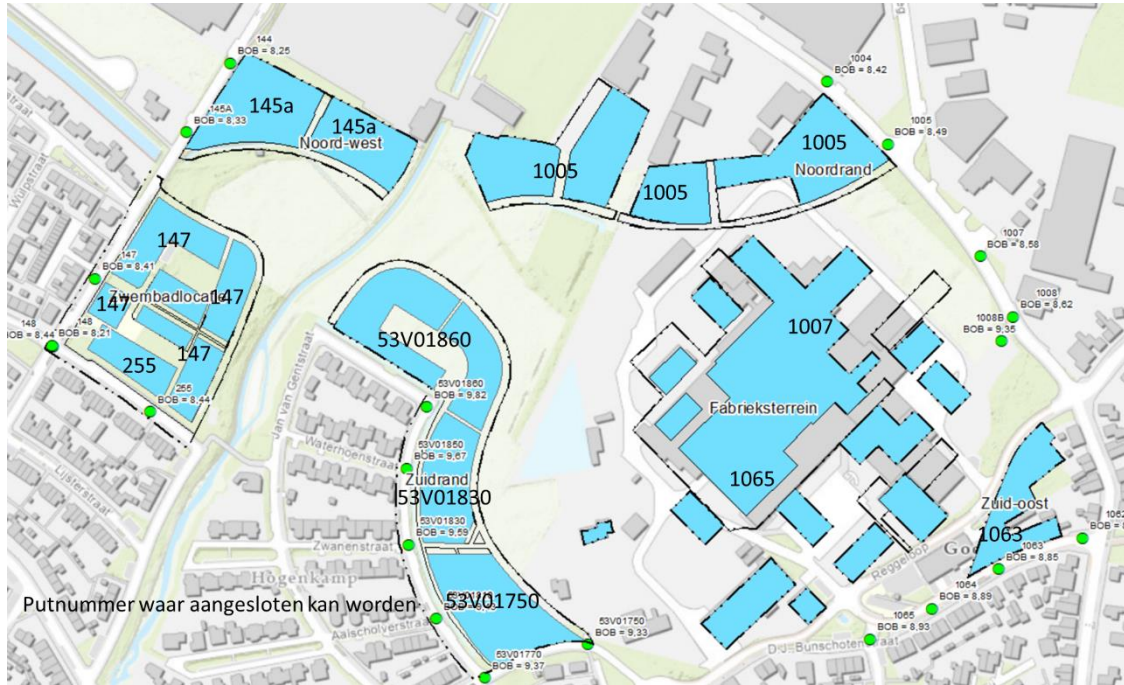 144
BOB = 8,25
145A
BOB = 8,33
145a
145a
Noord-west
1004
BOB = 8,42
1005
BOB = 8,49
1005
1005
1005
Noordrand
1007
BOB = 8,58
1008
BOB = 8,62
1008B
BOB = 9,35
Wulpstraat
147
BOB = 8,41
147
147
147
147
Zwembadlocatie
148
BOB = 8,44
148
BOB = 8,21
255
255
BOB = 8,44
Lijsterstraat
Jan van Gentstraat
Waterhoenstraat
53V01860
53V01860
BOB = 9,82
53V01850
BOB = 9,67
Zuidrand
53V01830
53V01830
BOB = 9,59
Zwanenstraat
Hogenkamp
Putnummer waar aangesloten kan worden
53V01750
Aalscholverstraat
53V01770
BOB = 9,37
53V01750
BOB = 9,33
1007
Fabrieksterrein
1065
Zuid-oost
1063
1062
Goo
1063
BOB = 8,85
1064
BOB = 8,89
1065
BOB = 8,93
Reggeloop
D.J. Bunschotenstraat